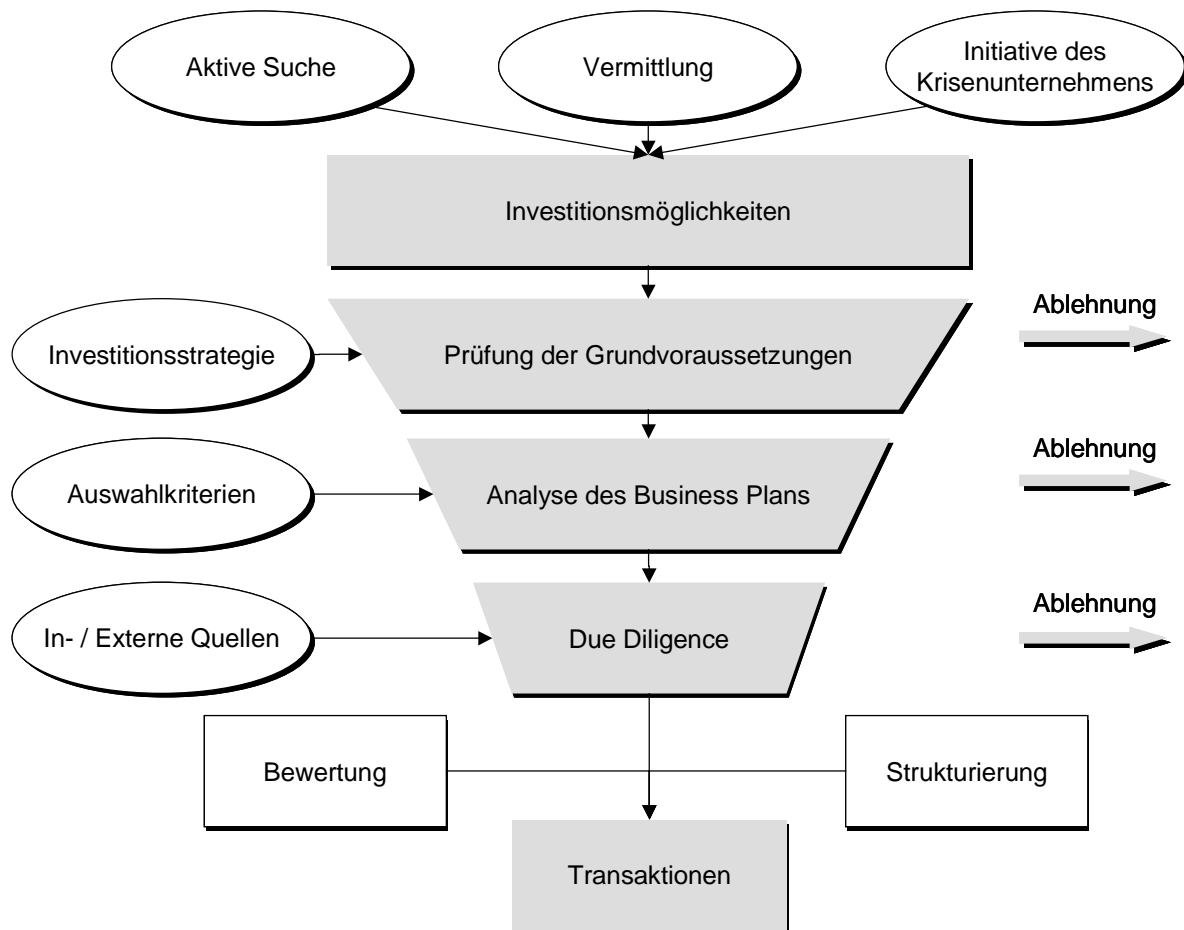 Aktive Suche
Vermittlung
Initiative des
Krisenunternehmens
Investitionsmöglichkeiten
Ablehnung
Investitionsstrategie
Prüfung der Grundvoraussetzungen
Ablehnung
Auswahlkriterien
Analyse des Business Plans
Ablehnung
In- / Externe Quellen
Due Diligence
Bewertung
Strukturierung
Transaktionen